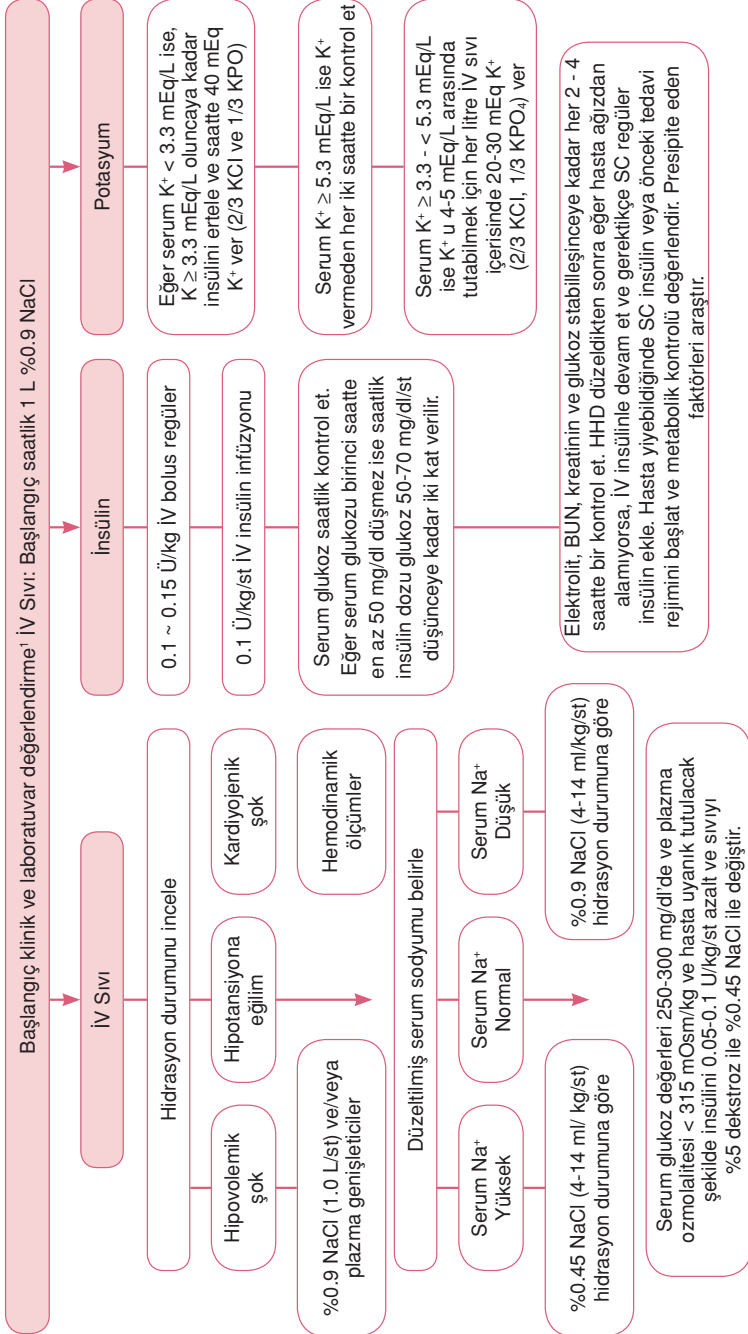 Başlangıç klinik ve laboratuvar değerlendirme¹ İV Sıvı: Başlangıç saatlik 1 L %0.9 NaCl
İV Sıvı
Hidrasyon durumunu incele
Hipovolemik
şok
Hipotansiyona
eğilim
Kardiyojenik
şok
%0.9 NaCl (1.0 L/st) ve/veya
plazma genişleticiler
Hemodinamik
ölçümler
Düzeltilmiş serum sodyumu belirle
Serum Na⁺
Yüksek
Serum Na⁺
Normal
Serum Na⁺
Düşük
%0.45 NaCl (4-14 ml/ kg/st)
hidrasyon durumuna göre
%0.9 NaCl (4-14 ml/kg/st)
hidrasyon durumuna göre
Serum glukoz değerleri 250-300 mg/dl'de ve plazma
ozmolalitesi < 315 mOsm/kg ve hasta uyanık tutulacak
şekilde insülini 0.05-0.1 U/kg/st azalt ve sıvıyı
%5 dekstroz ile %0.45 NaCl ile değiştir.
İnsülin
0.1 ~ 0.15 Ü/kg İV bolus regüler
0.1 Ü/kg/st İV insülin infüzyonu
Serum glukoz saatlik kontrol et.
Eğer serum glukozu birinci saatte
en az 50 mg/dl düşmez ise saatlik
insülin dozu glukoz 50-70 mg/dl/st
düşünceye kadar iki kat verilir.
Potasyum
Eğer serum K⁺ < 3.3 mEq/L ise,
K ≥ 3.3 mEq/L oluncaya kadar
insülini ertele ve saatte 40 mEq
K⁺ ver (2/3 KCl ve 1/3 KPO)
Serum K⁺ ≥ 5.3 mEq/L ise K⁺
vermeden her iki saatte bir kontrol et
Serum K⁺ ≥ 3.3 - < 5.3 mEq/L
ise K⁺ u 4-5 mEq/L arasında
tutabilmek için her litre İV sıvı
içerisinde 20-30 mEq K⁺
(2/3 KCl, 1/3 KPO₄) ver
Elektrolit, BUN, kreatinin ve glukoz stabilleşinceye kadar her 2 - 4
saatte bir kontrol et. HHD düzeldikten sonra eğer hasta ağızdan
alamıyorsa, İV insülinle devam et ve gerektikçe SC regüler
insülin ekle. Hasta yiyebildiğinde SC insülin veya önceki tedavi
rejimini başlat ve metabolik kontrolü değerlendir. Presipite eden
faktörleri araştır.